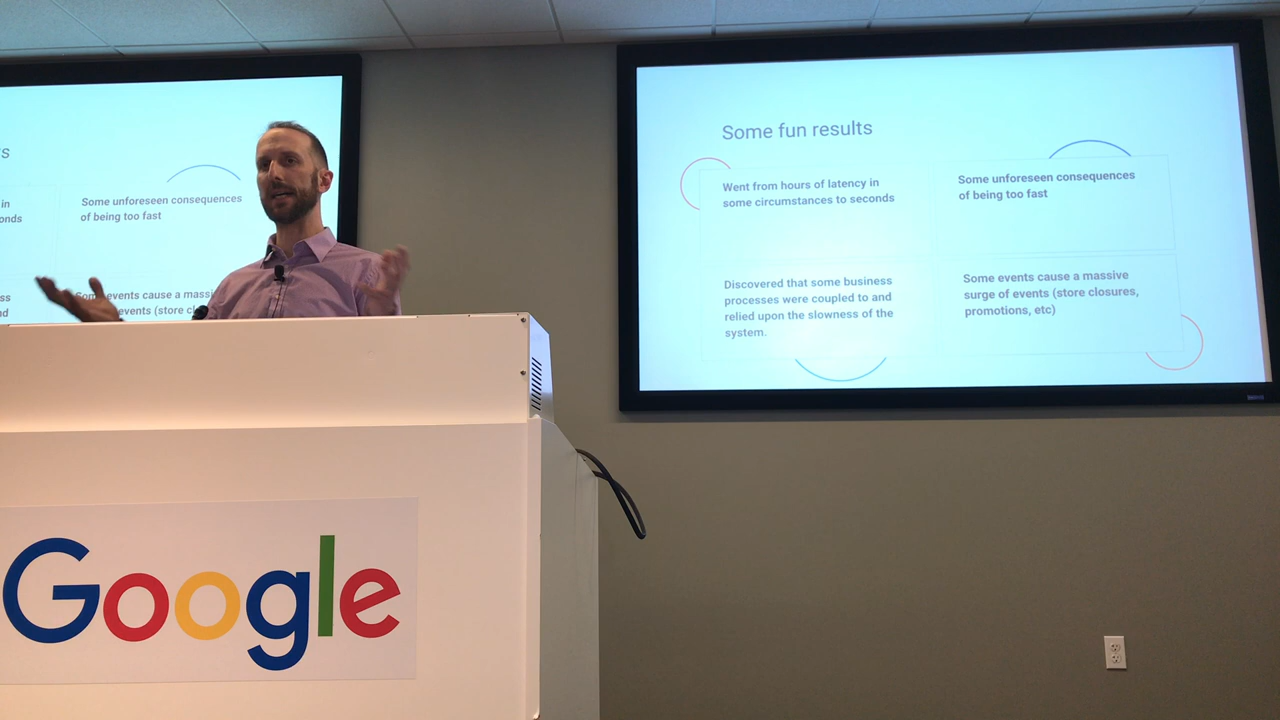 Some fun results
Went from hours of latency in
some circumstances to seconds
Some unforeseen consequences
of being too fast
Discovered that some business
processes were coupled to and
relied upon the slowness of the
system.
Some events cause a massive
surge of events (store closures,
promotions, etc)
in
Some unforeseen consequences
of being too fast
Some events cause a massi
events (store cl
Google